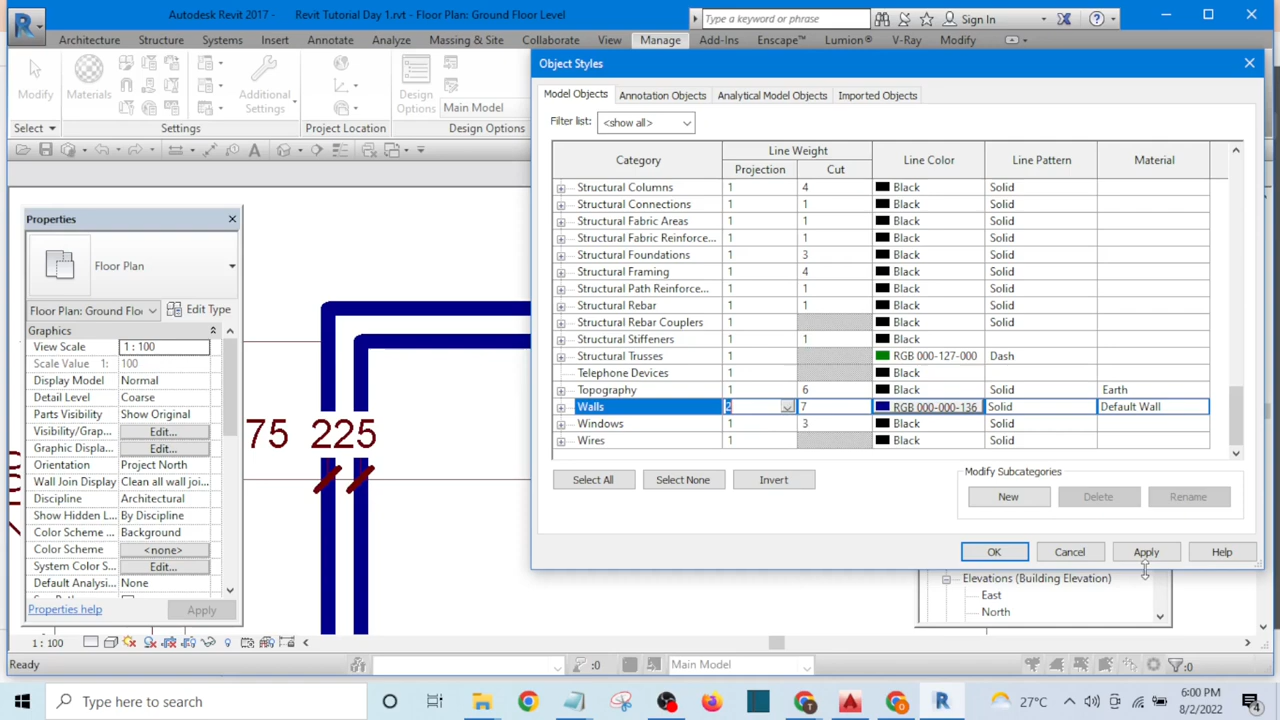 Autodesk Revit 2017 - Revit Tutorial Day 1.rvt - Floor Plan: Ground Floor Level
Type a keyword or phrase
Sign In
Architecture Structure Systems Insert Annotate Analyze Massing & Site Collaborate View Manage Add-Ins Enscape™ Lumion® V-Ray Modify
Modify
Materials
Additional
Settings
Design
Options
Main Model
Select
Settings
Project Location
Design Options
Object Styles
Model Objects Annotation Objects Analytical Model Objects Imported Objects
Filter list: <show all>
Category Line Weight Line Color Line Pattern Material
Projection Cut
Structural Columns 1 4 Black Solid
Structural Connections 1 1 Black Solid
Structural Fabric Areas 1 1 Black Solid
Structural Fabric Reinforce... 1 1 Black Solid
Structural Foundations 1 3 Black Solid
Structural Framing 1 4 Black Solid
Structural Path Reinforce... 1 1 Black Solid
Structural Rebar 1 1 Black Solid
Structural Rebar Couplers 1 Black Solid
Structural Stiffeners 1 1 Black Solid
Structural Trusses 1 RGB 000-127-000 Dash
Telephone Devices 1 Black
Topography 1 6 Black Solid Earth
Walls 2 7 RGB 000-000-136 Solid Default Wall
Windows 1 3 Black Solid
Wires 1 Black Solid
Select All Select None Invert
Modify Subcategories
New Delete Rename
OK Cancel Apply Help
Properties
Floor Plan
Floor Plan: Ground Floo
Edit Type
Graphics
View Scale 1 : 100
Scale Value 1: 100
Display Model Normal
Detail Level Coarse
Parts Visibility Show Original
Visibility/Grap... Edit...
Graphic Displa... Edit...
Orientation Project North
Wall Join Display Clean all wall joi...
Discipline Architectural
Show Hidden L... By Discipline
Color Scheme ... Background
Color Scheme <none>
System Color S... Edit...
Default Analysi... None
Properties help Apply
75 225
Elevations (Building Elevation)
East
North
1 : 100
Ready
:0
Main Model
:0
Type here to search
27°C
6:00 PM
8/2/2022
4